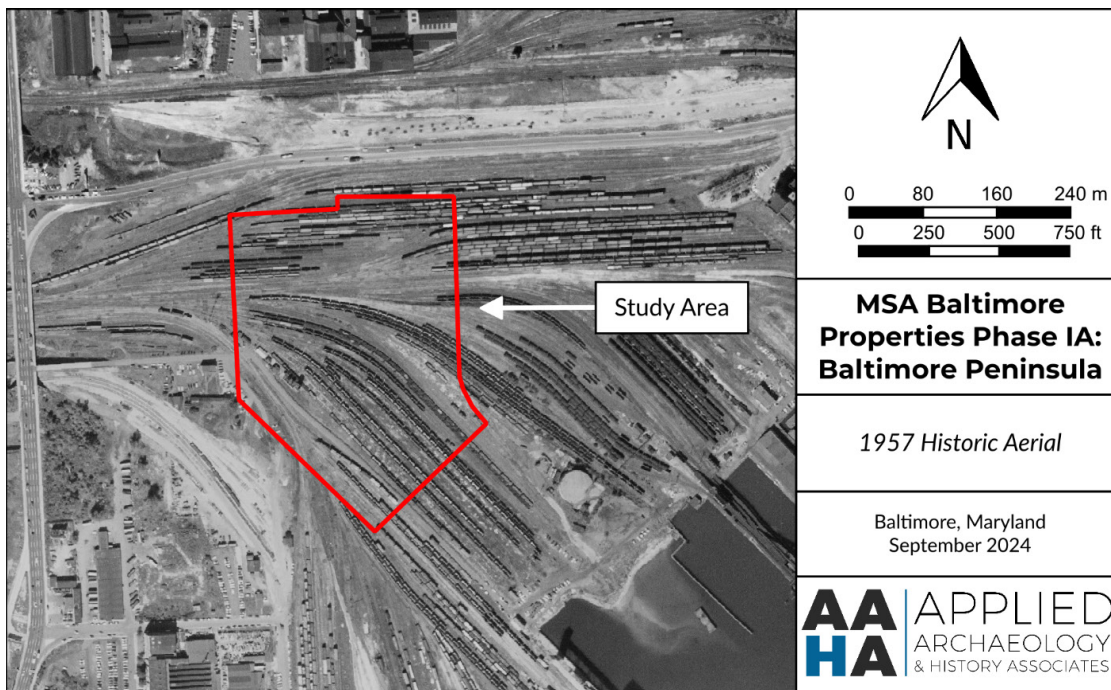 Study Area
N
0 80 160 240 m
0 250 500 750 ft
MSA Baltimore
Properties Phase IA:
Baltimore Peninsula
1957 Historic Aerial
Baltimore, Maryland
September 2024
AA
HA
APPLIED
ARCHAEOLOGY
& HISTORY ASSOCIATES